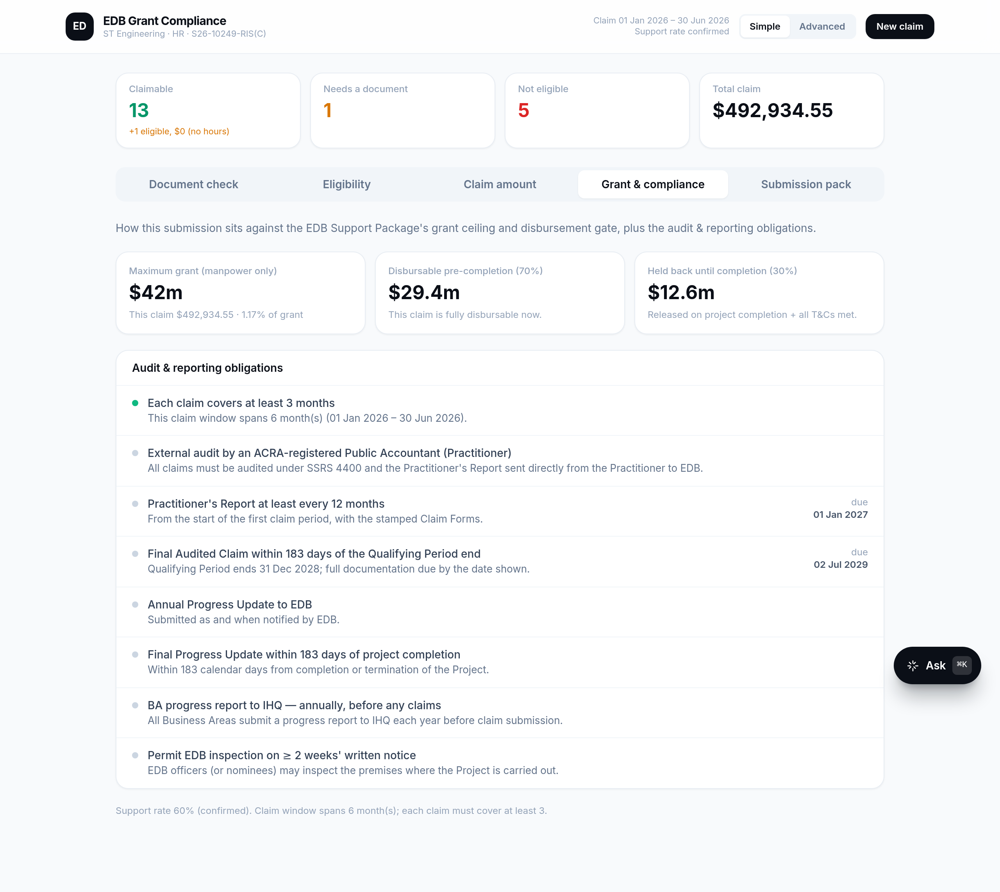 ED
EDB Grant Compliance
ST Engineering · HR · S26-10249-RIS(C)
Claim 01 Jan 2026 – 30 Jun 2026
Support rate confirmed
Simple
Advanced
New claim
Claimable
13
+1 eligible, $0 (no hours)
Needs a document
1
Not eligible
5
Total claim
$492,934.55
Document check
Eligibility
Claim amount
Grant & compliance
Submission pack
How this submission sits against the EDB Support Package's grant ceiling and disbursement gate, plus the audit & reporting obligations.
Maximum grant (manpower only)
$42m
This claim $492,934.55 · 1.17% of grant
Disbursable pre-completion (70%)
$29.4m
This claim is fully disbursable now.
Held back until completion (30%)
$12.6m
Released on project completion + all T&Cs met.
Audit & reporting obligations
Each claim covers at least 3 months
This claim window spans 6 month(s) (01 Jan 2026 – 30 Jun 2026).
External audit by an ACRA-registered Public Accountant (Practitioner)
All claims must be audited under SSRS 4400 and the Practitioner's Report sent directly from the Practitioner to EDB.
Practitioner's Report at least every 12 months
From the start of the first claim period, with the stamped Claim Forms.
due
01 Jan 2027
Final Audited Claim within 183 days of the Qualifying Period end
Qualifying Period ends 31 Dec 2028; full documentation due by the date shown.
due
02 Jul 2029
Annual Progress Update to EDB
Submitted as and when notified by EDB.
Final Progress Update within 183 days of project completion
Within 183 calendar days from completion or termination of the Project.
Ask ⌘K
BA progress report to IHQ — annually, before any claims
All Business Areas submit a progress report to IHQ each year before claim submission.
Permit EDB inspection on ≥ 2 weeks' written notice
EDB officers (or nominees) may inspect the premises where the Project is carried out.
Support rate 60% (confirmed). Claim window spans 6 month(s); each claim must cover at least 3.